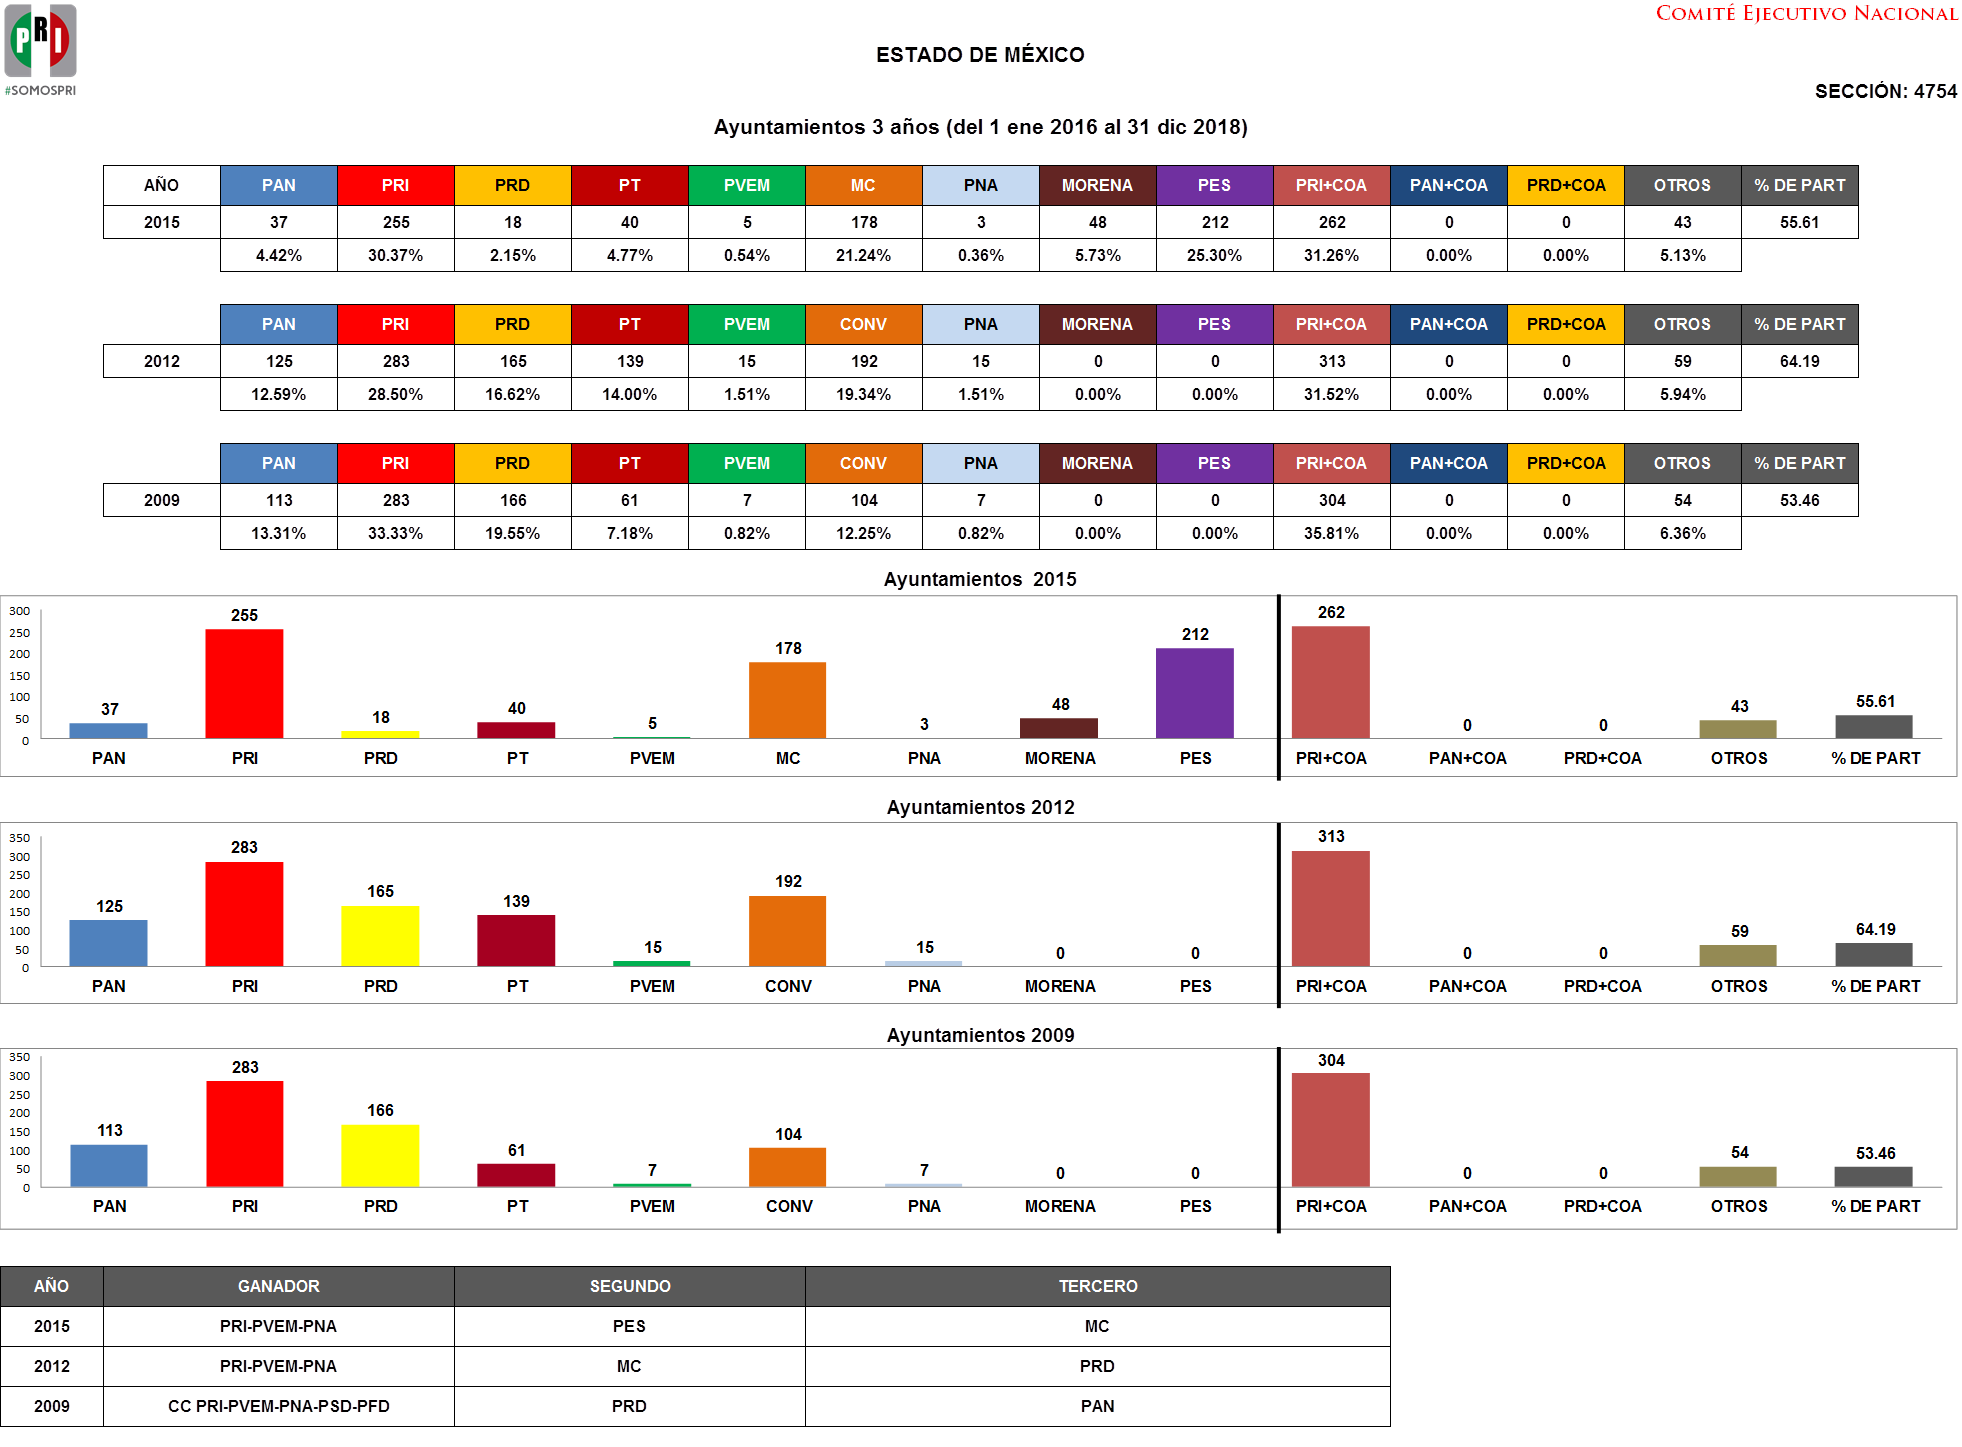 COMITÉ EJECUTIVO NACIONAL
PRI
#SOMOSPRI
ESTADO DE MÉXICO
SECCIÓN: 4754
Ayuntamientos 3 años (del 1 ene 2016 al 31 dic 2018)
AÑO PAN PRI PRD PT PVEM MC PNA MORENA PES PRI+COA PAN+COA PRD+COA OTROS % DE PART
2015 37 255 18 40 5 178 3 48 212 262 0 0 43 55.61
4.42% 30.37% 2.15% 4.77% 0.54% 21.24% 0.36% 5.73% 25.30% 31.26% 0.00% 0.00% 5.13%
PAN PRI PRD PT PVEM CONV PNA MORENA PES PRI+COA PAN+COA PRD+COA OTROS % DE PART
2012 125 283 165 139 15 192 15 0 0 313 0 0 59 64.19
12.59% 28.50% 16.62% 14.00% 1.51% 19.34% 1.51% 0.00% 0.00% 31.52% 0.00% 0.00% 5.94%
PAN PRI PRD PT PVEM CONV PNA MORENA PES PRI+COA PAN+COA PRD+COA OTROS % DE PART
2009 113 283 166 61 7 104 7 0 0 304 0 0 54 53.46
13.31% 33.33% 19.55% 7.18% 0.82% 12.25% 0.82% 0.00% 0.00% 35.81% 0.00% 0.00% 6.36%
Ayuntamientos 2015
300
250
200
150
100
50
0
37 255 18 40 5 178 3 48 212 262 0 0 43 55.61
PAN PRI PRD PT PVEM MC PNA MORENA PES PRI+COA PAN+COA PRD+COA OTROS % DE PART
Ayuntamientos 2012
350
300
250
200
150
100
50
0
125 283 165 139 15 192 15 0 0 313 0 0 59 64.19
PAN PRI PRD PT PVEM CONV PNA MORENA PES PRI+COA PAN+COA PRD+COA OTROS % DE PART
Ayuntamientos 2009
350
300
250
200
150
100
50
0
113 283 166 61 7 104 7 0 0 304 0 0 54 53.46
PAN PRI PRD PT PVEM CONV PNA MORENA PES PRI+COA PAN+COA PRD+COA OTROS % DE PART
AÑO GANADOR SEGUNDO TERCERO
2015 PRI-PVEM-PNA PES MC
2012 PRI-PVEM-PNA MC PRD
2009 CC PRI-PVEM-PNA-PSD-PFD PRD PAN